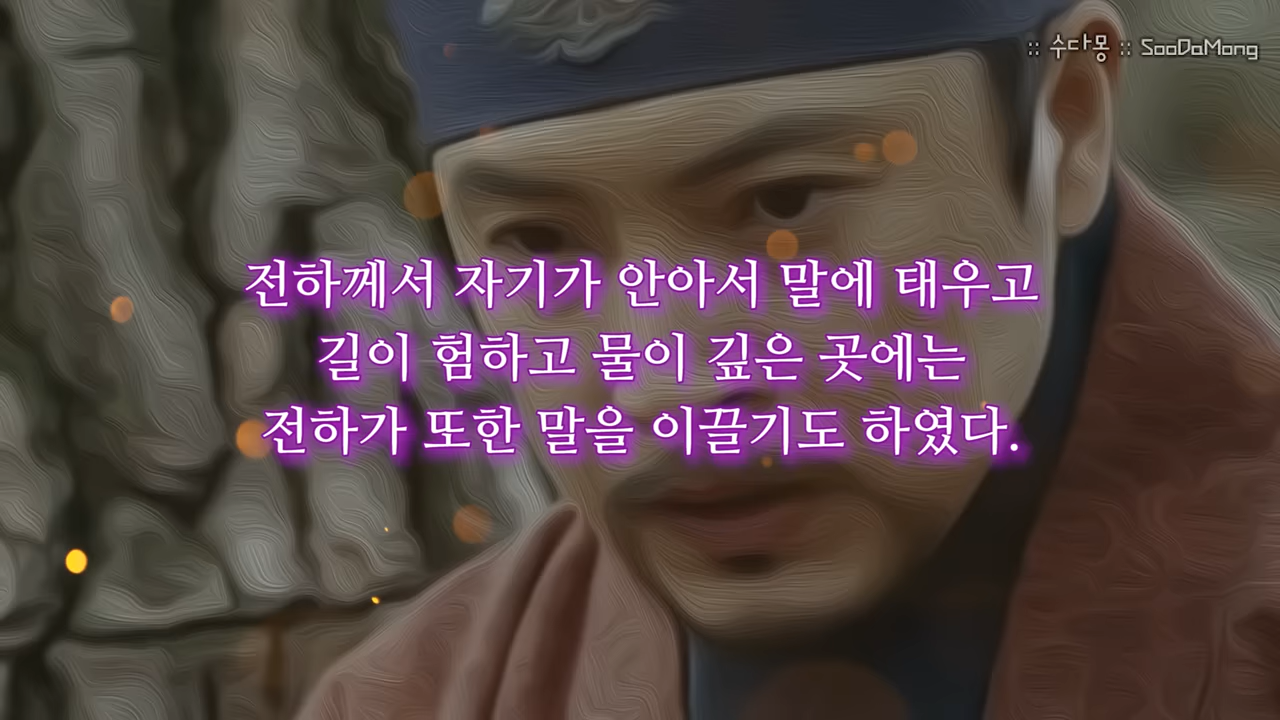 :: 수다몽 :: SooDaMong
전하께서 자기가 안아서 말에 태우고
길이 험하고 물이 깊은 곳에는
전하가 또한 말을 이끌기도 하였다.